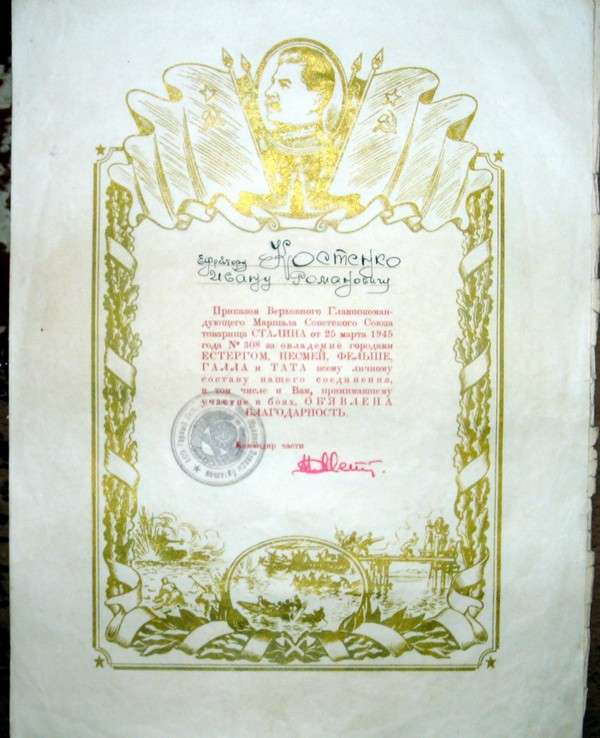 Ефрейтору Костенко
Ивану Романовичу
Приказом Верховного Главнокоман-
дующего Маршала Советского Союза
товарища СТАЛИНА от 25 марта 1945
года № 308 за овладение городами
ЕСТЕРГОМ, НЕСМЕЙ, ФЕЛЬШЕ,
ГАЛЛА и ТАТА всему личному
составу нашего соединения,
в том числе и Вам, принимавшему
участие в боях, ОБ'ЯВЛЕНА
БЛАГОДАРНОСТЬ.
Командир части